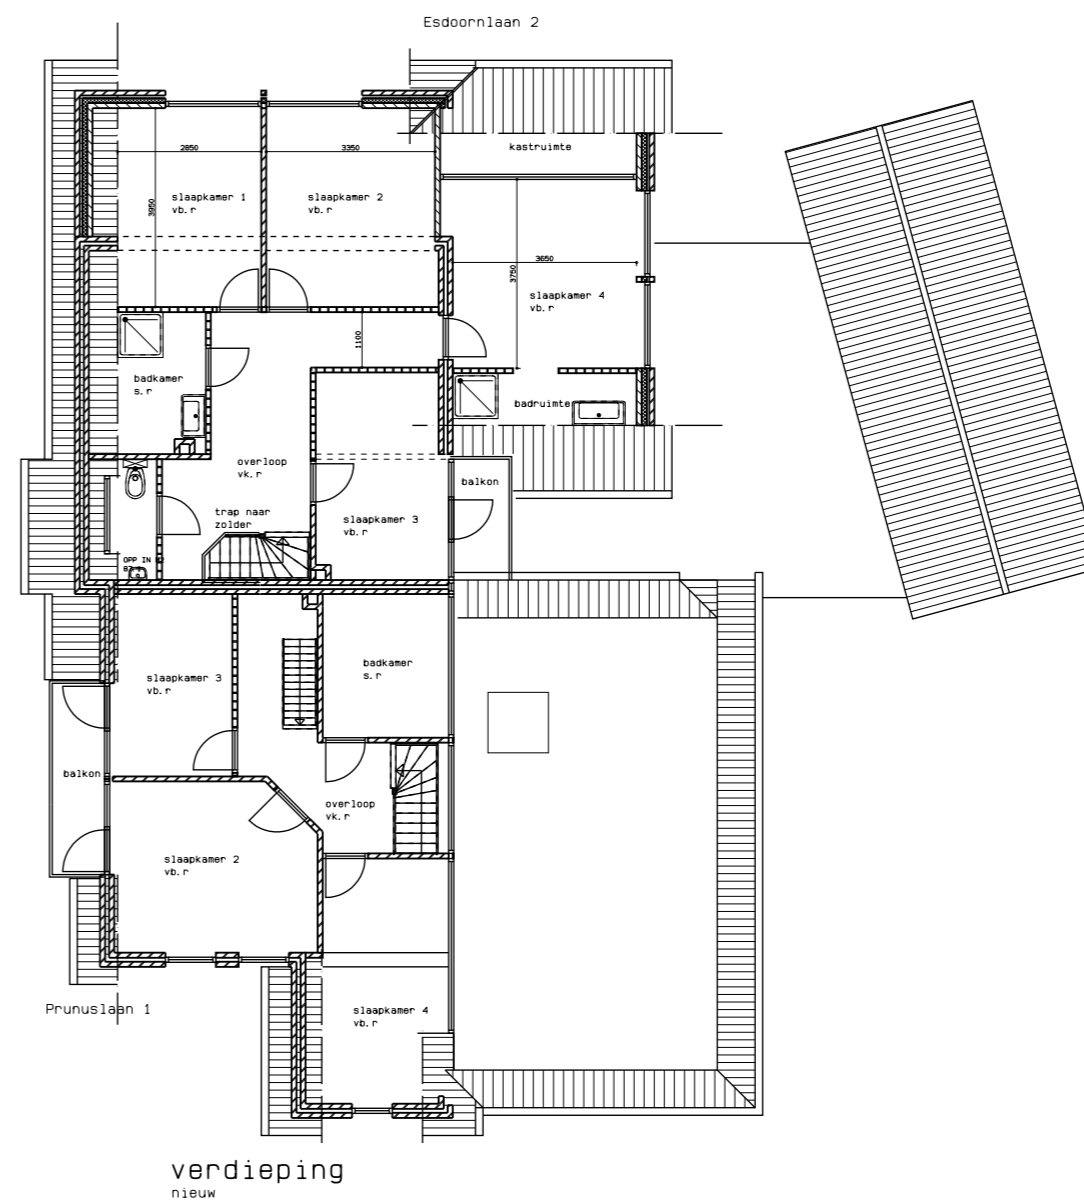 Esdoornlaan 2
kastruimte
2850
3350
slaapkamer 1
vb.r
slaapkamer 2
vb.r
3950
3650
3750
slaapkamer 4
vb.r
1100
badkamer
s.r
badruimte
overloop
vk.r
balkon
trap naar
zolder
slaapkamer 3
vb.r
OPP IN
badkamer
s.r
slaapkamer 3
vb.r
balkon
overloop
vk.r
slaapkamer 2
vb.r
Prunuslaan 1
slaapkamer 4
vb.r
verdieping
nieuw